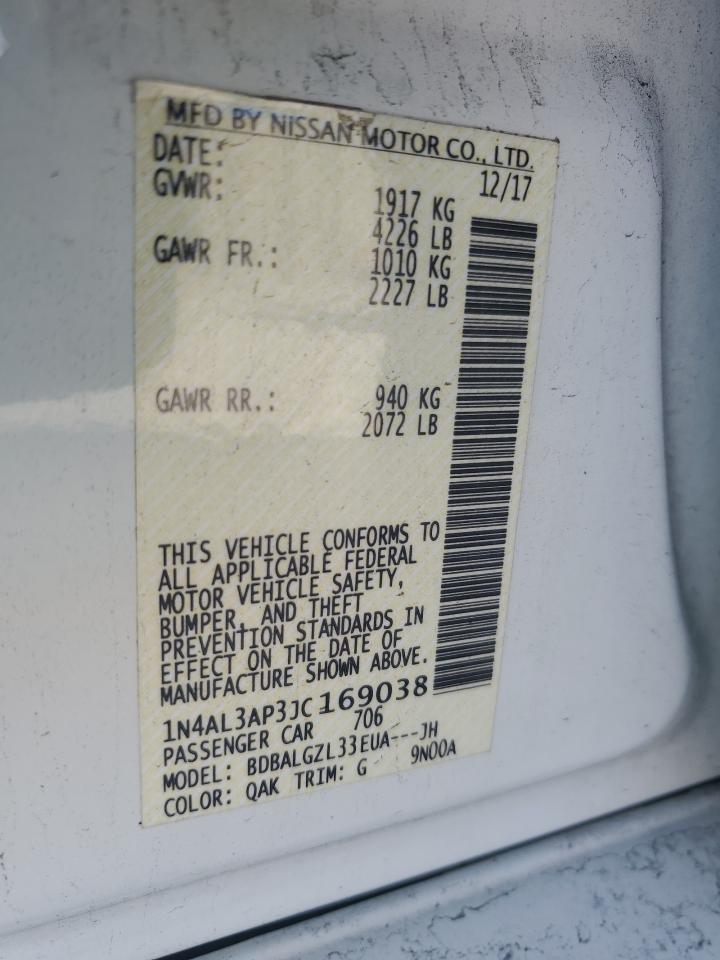 MFD BY NISSAN MOTOR CO., LTD.
DATE: 12/17
GVWR: 1917 KG
4226 LB
GAWR FR.: 1010 KG
2227 LB
GAWR RR.: 940 KG
2072 LB
THIS VEHICLE CONFORMS TO
ALL APPLICABLE FEDERAL
MOTOR VEHICLE SAFETY,
BUMPER, AND THEFT
PREVENTION STANDARDS IN
EFFECT ON THE DATE OF
MANUFACTURE SHOWN ABOVE.
1N4AL3AP3JC169038
PASSENGER CAR 706
MODEL: BDBALGZL33EUA---JH
COLOR: QAK TRIM: G 9N00A